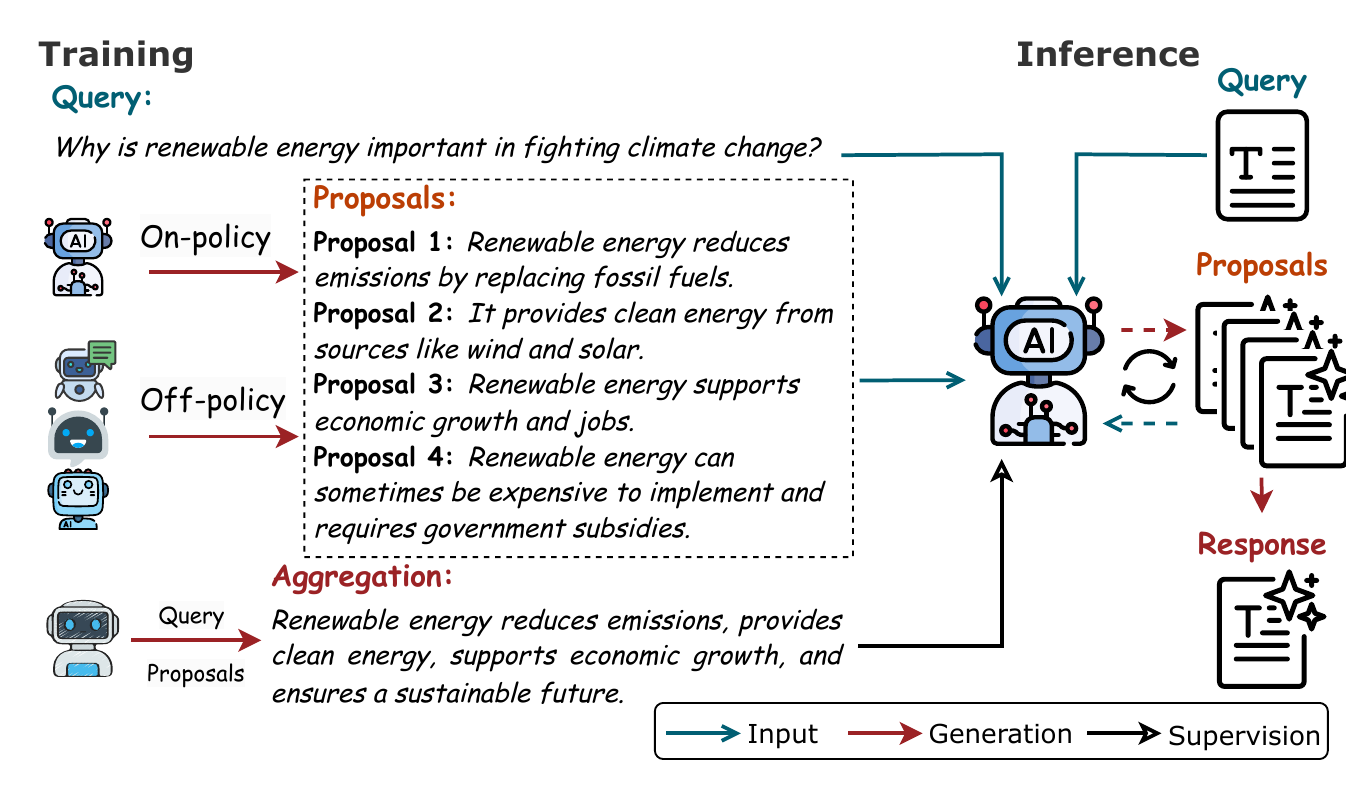 Training
Inference
Query:
Query
Why is renewable energy important in fighting climate change?
T
Proposals:
On-policy
AI
Proposal 1: Renewable energy reduces
emissions by replacing fossil fuels.
Proposal 2: It provides clean energy from
sources like wind and solar.
Off-policy
Proposal 3: Renewable energy supports
economic growth and jobs.
Proposal 4: Renewable energy can
sometimes be expensive to implement and
requires government subsidies.
AI
AI
Proposals
T
Response
T
Aggregation:
Query
Proposals
Renewable energy reduces emissions, provides
clean energy, supports economic growth, and
ensures a sustainable future.
Input
Generation
Supervision